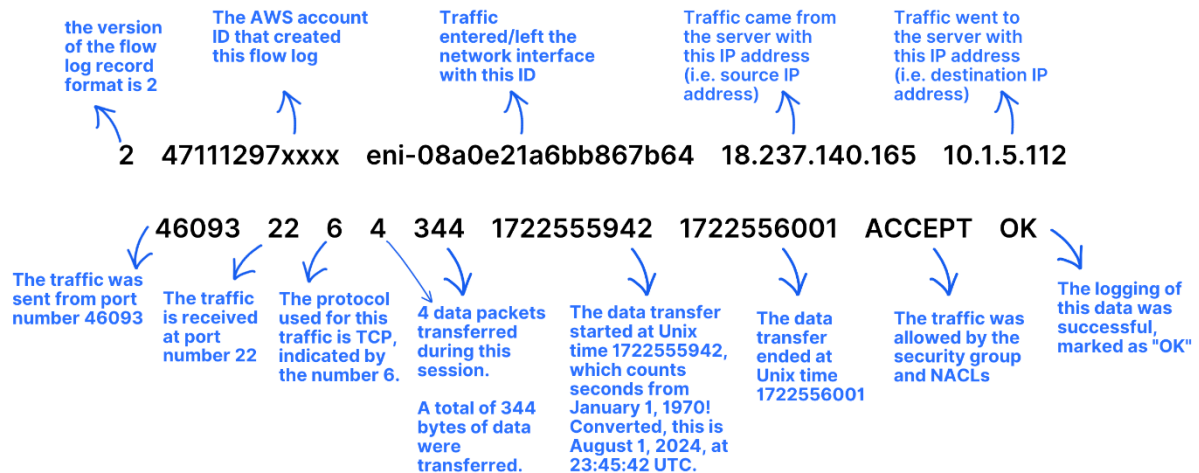 the version
of the flow
log record
format is 2
The AWS account
ID that created
this flow log
Traffic
entered/left the
network interface
with this ID
Traffic came from
the server with
this IP address
(i.e. source IP
address)
Traffic went to
the server with
this IP address
(i.e. destination IP
address)
2 47111297xxxx eni-08a0e21a6bb867b64 18.237.140.165 10.1.5.112
46093 22 6 4 344 1722555942 1722556001 ACCEPT OK
The traffic was
sent from port
number 46093
The traffic
is received
at port
number 22
The protocol
used for this
traffic is TCP,
indicated by
the number 6.
4 data packets
transferred
during this
session.
A total of 344
bytes of data
were
transferred.
The data transfer
started at Unix
time 1722555942,
which counts
seconds from
January 1, 1970!
Converted, this is
August 1, 2024, at
23:45:42 UTC.
The data
transfer
ended at
Unix time
1722556001
The traffic was
allowed by the
security group
and NACLs
The logging of
this data was
successful,
marked as "OK"